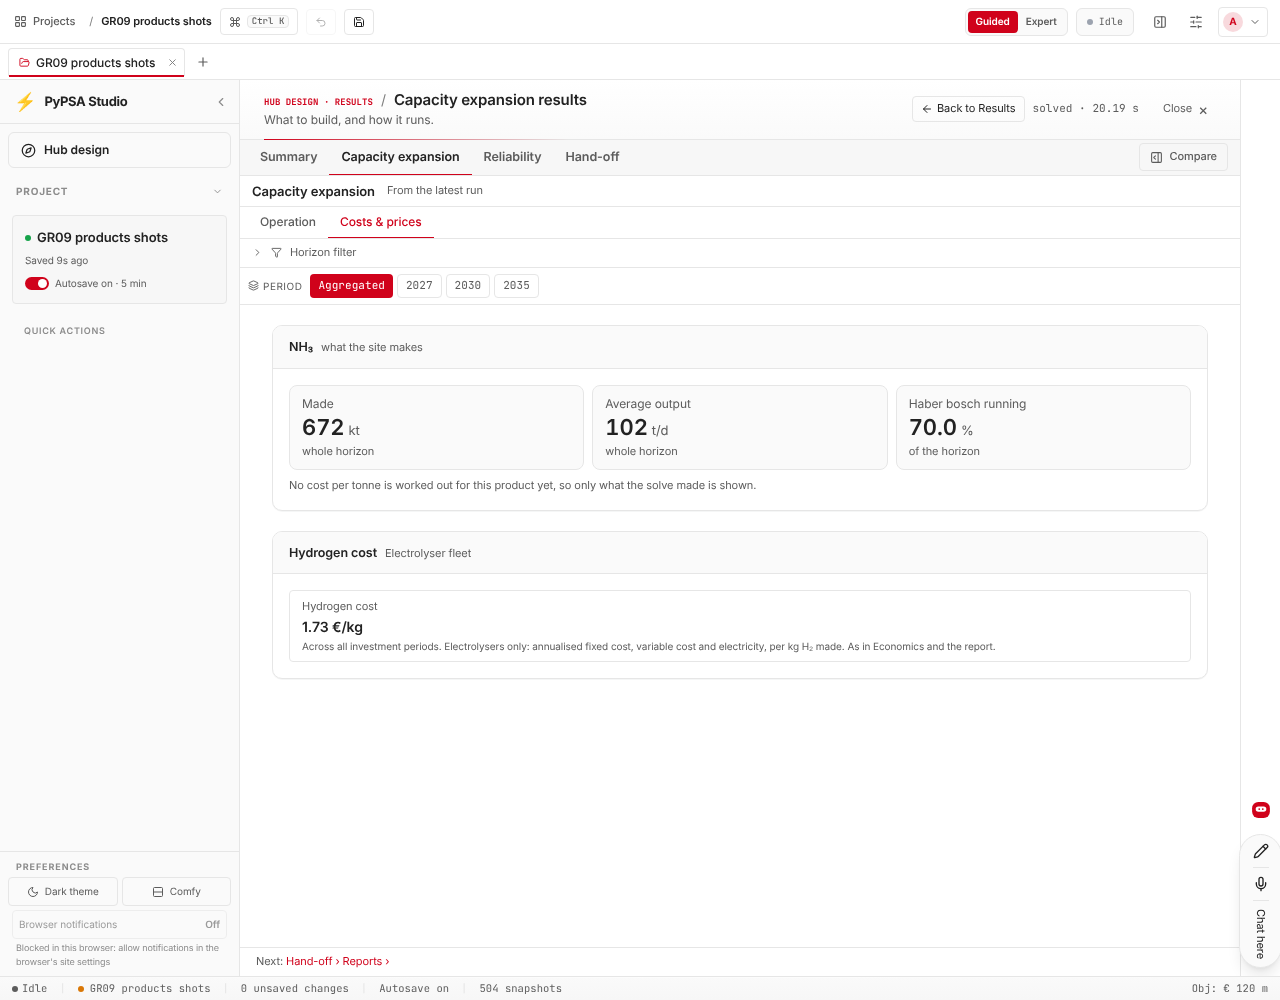 Projects / GR09 products shots Ctrl K Guided Expert Idle A
GR09 products shots
PyPSA Studio
Hub design
PROJECT
GR09 products shots
Saved 9s ago
Autosave on · 5 min
QUICK ACTIONS
PREFERENCES
Dark theme Comfy
Browser notifications Off
Blocked in this browser: allow notifications in the
browser's site settings
HUB DESIGN · RESULTS / Capacity expansion results
What to build, and how it runs.
Back to Results solved · 20.19 s Close
Summary Capacity expansion Reliability Hand-off Compare
Capacity expansion From the latest run
Operation Costs & prices
Horizon filter
PERIOD Aggregated 2027 2030 2035
NH₃ what the site makes
Made
672 kt
whole horizon
Average output
102 t/d
whole horizon
Haber bosch running
70.0 %
of the horizon
No cost per tonne is worked out for this product yet, so only what the solve made is shown.
Hydrogen cost Electrolyser fleet
Hydrogen cost
1.73 €/kg
Across all investment periods. Electrolysers only: annualised fixed cost, variable cost and electricity, per kg H₂ made. As in Economics and the report.
Chat here
Next: Hand-off › Reports ›
Idle GR09 products shots 0 unsaved changes Autosave on 504 snapshots Obj: € 120 m